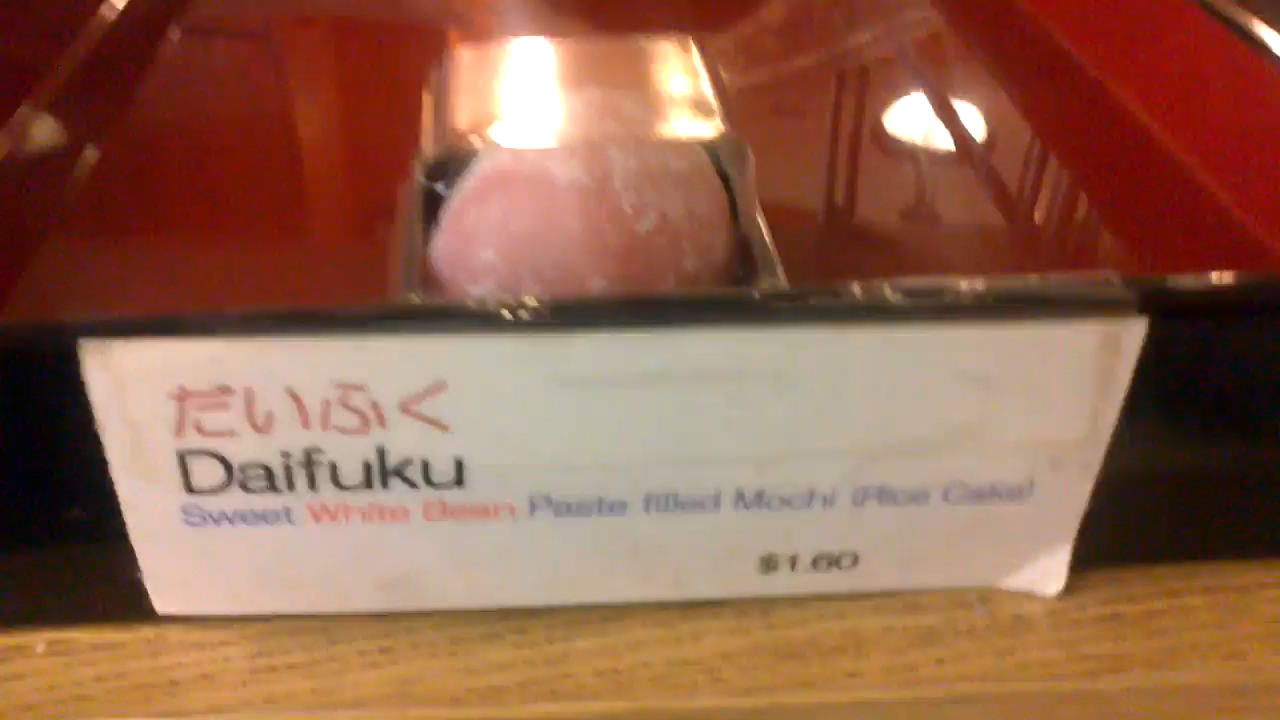 だいふく
Daifuku
Sweet White Bean Paste filled Mochi (Rice Cake)
$1.60